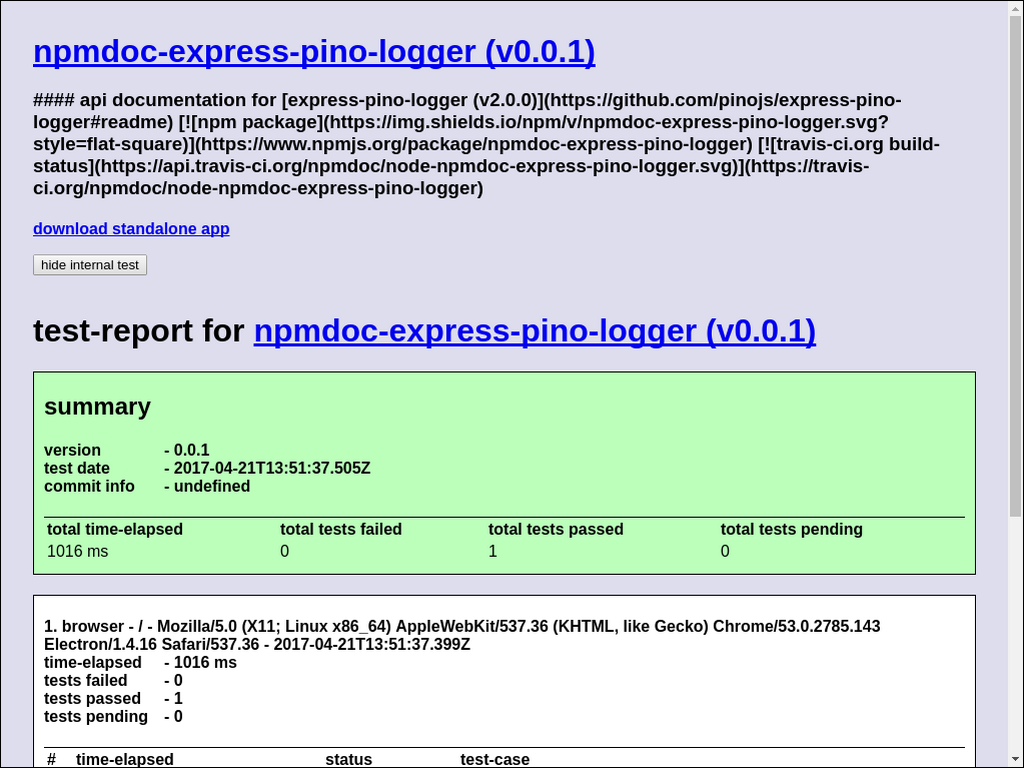 npmdoc-express-pino-logger (v0.0.1)
#### api documentation for [express-pino-logger (v2.0.0)](https://github.com/pinojs/express-pino-
logger#readme) [![npm package](https://img.shields.io/npm/v/npmdoc-express-pino-logger.svg?
style=flat-square)](https://www.npmjs.org/package/npmdoc-express-pino-logger) [![travis-ci.org build-
status](https://api.travis-ci.org/npmdoc/node-npmdoc-express-pino-logger.svg)](https://travis-
ci.org/npmdoc/node-npmdoc-express-pino-logger)
download standalone app
hide internal test
test-report for npmdoc-express-pino-logger (v0.0.1)
summary
version - 0.0.1
test date - 2017-04-21T13:51:37.505Z
commit info - undefined
total time-elapsed total tests failed total tests passed total tests pending
1016 ms 0 1 0
1. browser - / - Mozilla/5.0 (X11; Linux x86_64) AppleWebKit/537.36 (KHTML, like Gecko) Chrome/53.0.2785.143
Electron/1.4.16 Safari/537.36 - 2017-04-21T13:51:37.399Z
time-elapsed - 1016 ms
tests failed - 0
tests passed - 1
tests pending - 0
# time-elapsed status test-case